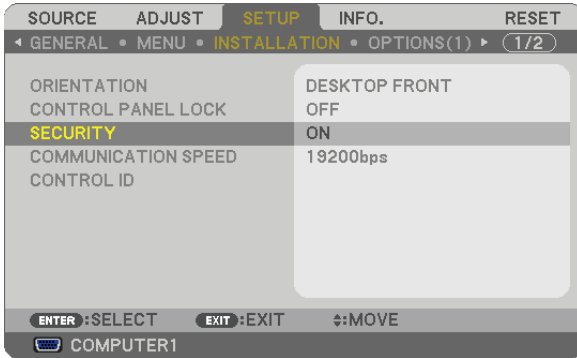 SOURCE ADJUST SETUP INFO. RESET
◂ GENERAL • MENU • INSTALLATION • OPTIONS(1) ▸ 1/2
ORIENTATION DESKTOP FRONT
CONTROL PANEL LOCK OFF
SECURITY ON
COMMUNICATION SPEED 19200bps
CONTROL ID
ENTER :SELECT EXIT :EXIT ♦:MOVE
COMPUTER1